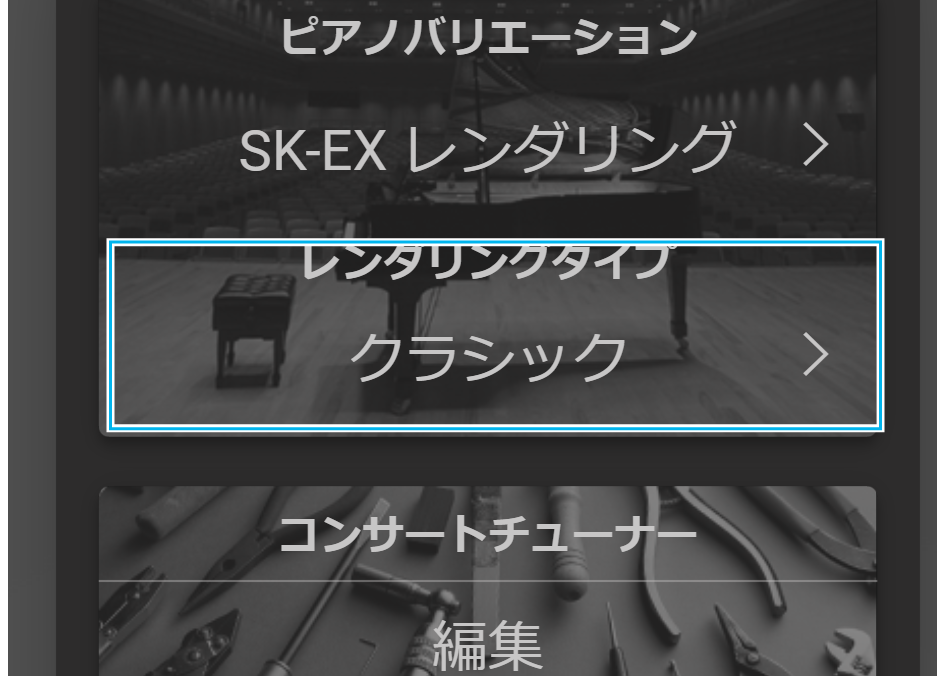 ピアノバリエーション
SK-EX レンダリング
レンダリングタイプ
クラシック
コンサートチューナー
編集